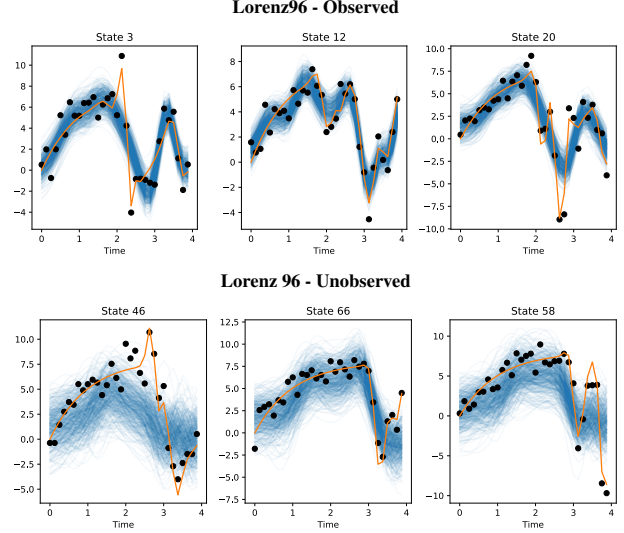 Lorenz96 - Observed
State 3
State 12
State 20
10
8
6
4
2
0
−2
−4
8
6
4
2
0
−2
−4
10.0
7.5
5.0
2.5
0.0
−2.5
−5.0
−7.5
−10,0
0 1 2 3 4
0 1 2 3 4
0 1 2 3 4
Time
Time
Time
Lorenz 96 - Unobserved
State 46
State 66
State 58
10.0
7.5
5.0
2.5
0.0
−2.5
−5.0
12.5
10.0
7.5
5.0
2.5
0.0
−2.5
−5.0
−7.5
10
5
0
−5
−10
0 1 2 3 4
0 1 2 3 4
0 1 2 3 4
Time
Time
Time